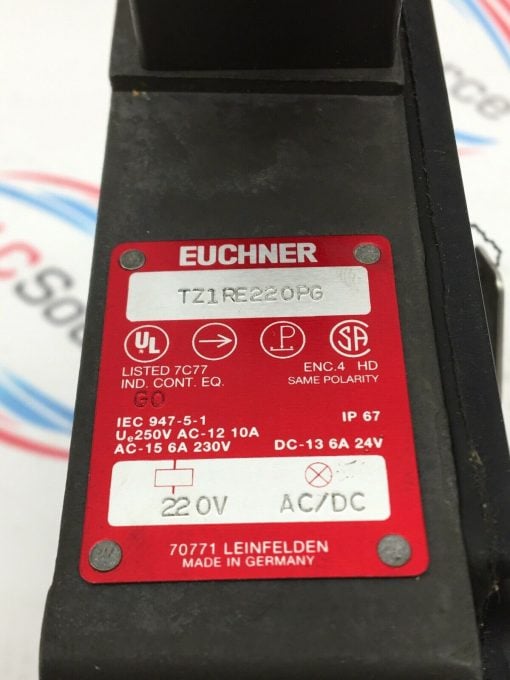 EUCHNER
TZ1RE220PG
UL
SA
LISTED 7C77
IND. CONT. EQ.
ENC.4 HD
SAME POLARITY
GO
IEC 947-5-1
IP 67
Ue250V AC-12 10A
AC-15 6A 230V
DC-13 6A 24V
220V
AC/DC
70771 LEINFELDEN
MADE IN GERMANY